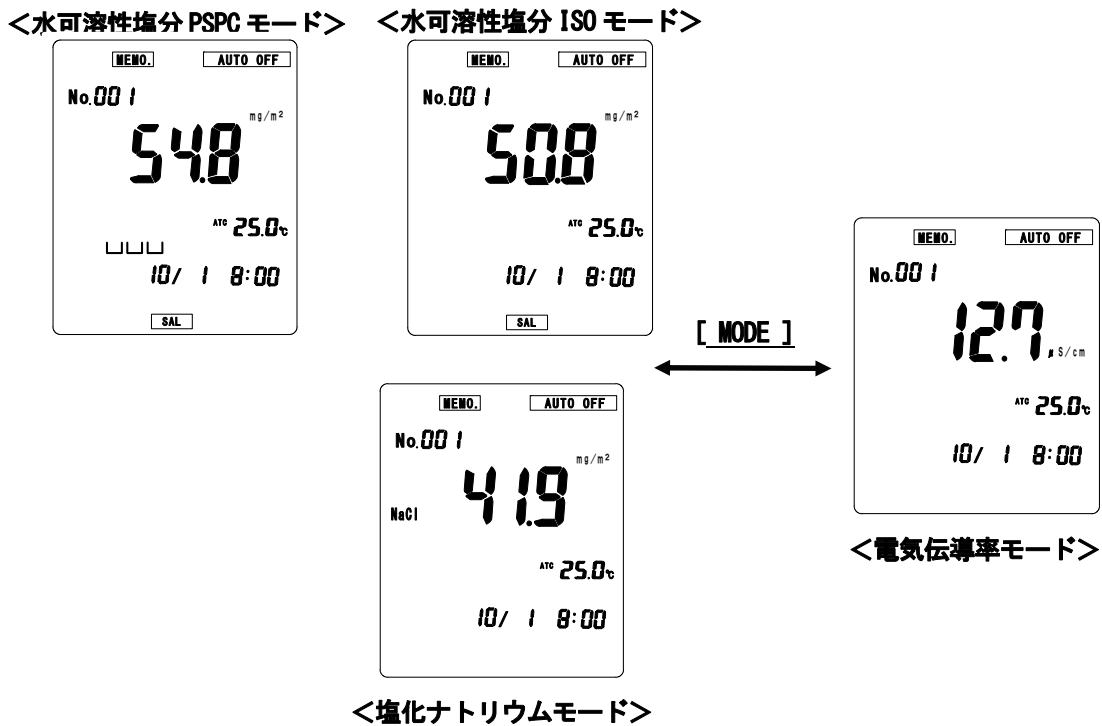 ＜水可溶性塩分 PSPC モード＞
MEMO. AUTO OFF
No.001
mg/m²
54.8
ATC 25.0℃
10/ 1 8:00
SAL
＜水可溶性塩分 ISO モード＞
MEMO. AUTO OFF
No.001
mg/m²
50.8
ATC 25.0℃
10/ 1 8:00
SAL
MEMO. AUTO OFF
No.001
mg/m²
41.9
NaCl
ATC 25.0℃
10/ 1 8:00
＜塩化ナトリウムモード＞
[ MODE ]
MEMO. AUTO OFF
No.001
12.7 μS/cm
ATC 25.0℃
10/ 1 8:00
＜電気伝導率モード＞